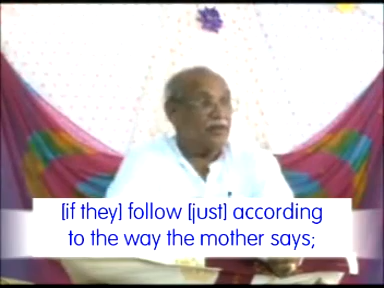 [if they] follow [just] according
to the way the mother says;